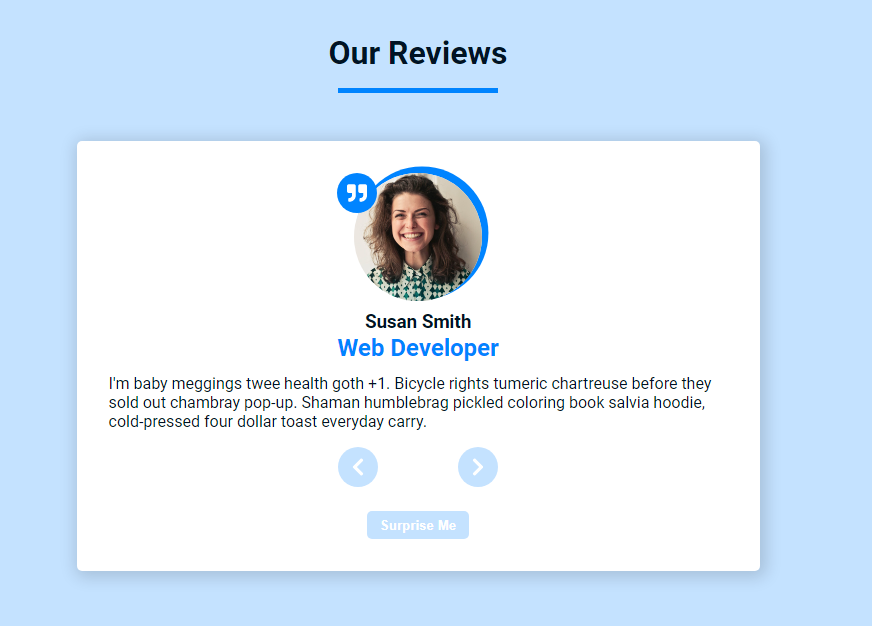 Our Reviews
Susan Smith
Web Developer
I'm baby meggings twee health goth +1. Bicycle rights tumeric chartreuse before they
sold out chambray pop-up. Shaman humblebrag pickled coloring book salvia hoodie,
cold-pressed four dollar toast everyday carry.
Surprise Me